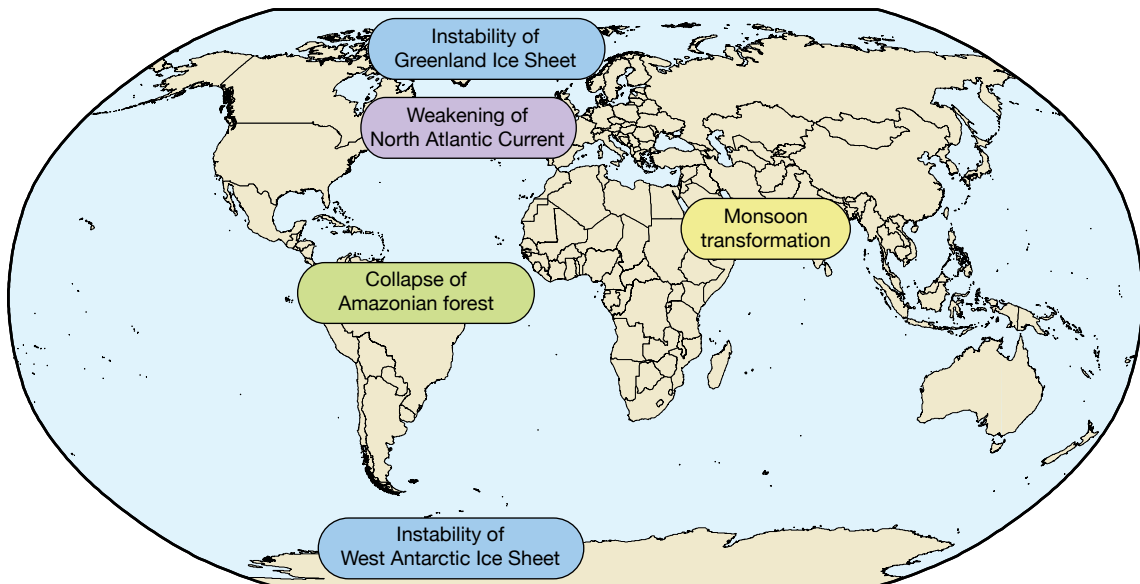 Instability of
Greenland Ice Sheet
Weakening of
North Atlantic Current
Monsoon
transformation
Collapse of
Amazonian forest
Instability of
West Antarctic Ice Sheet